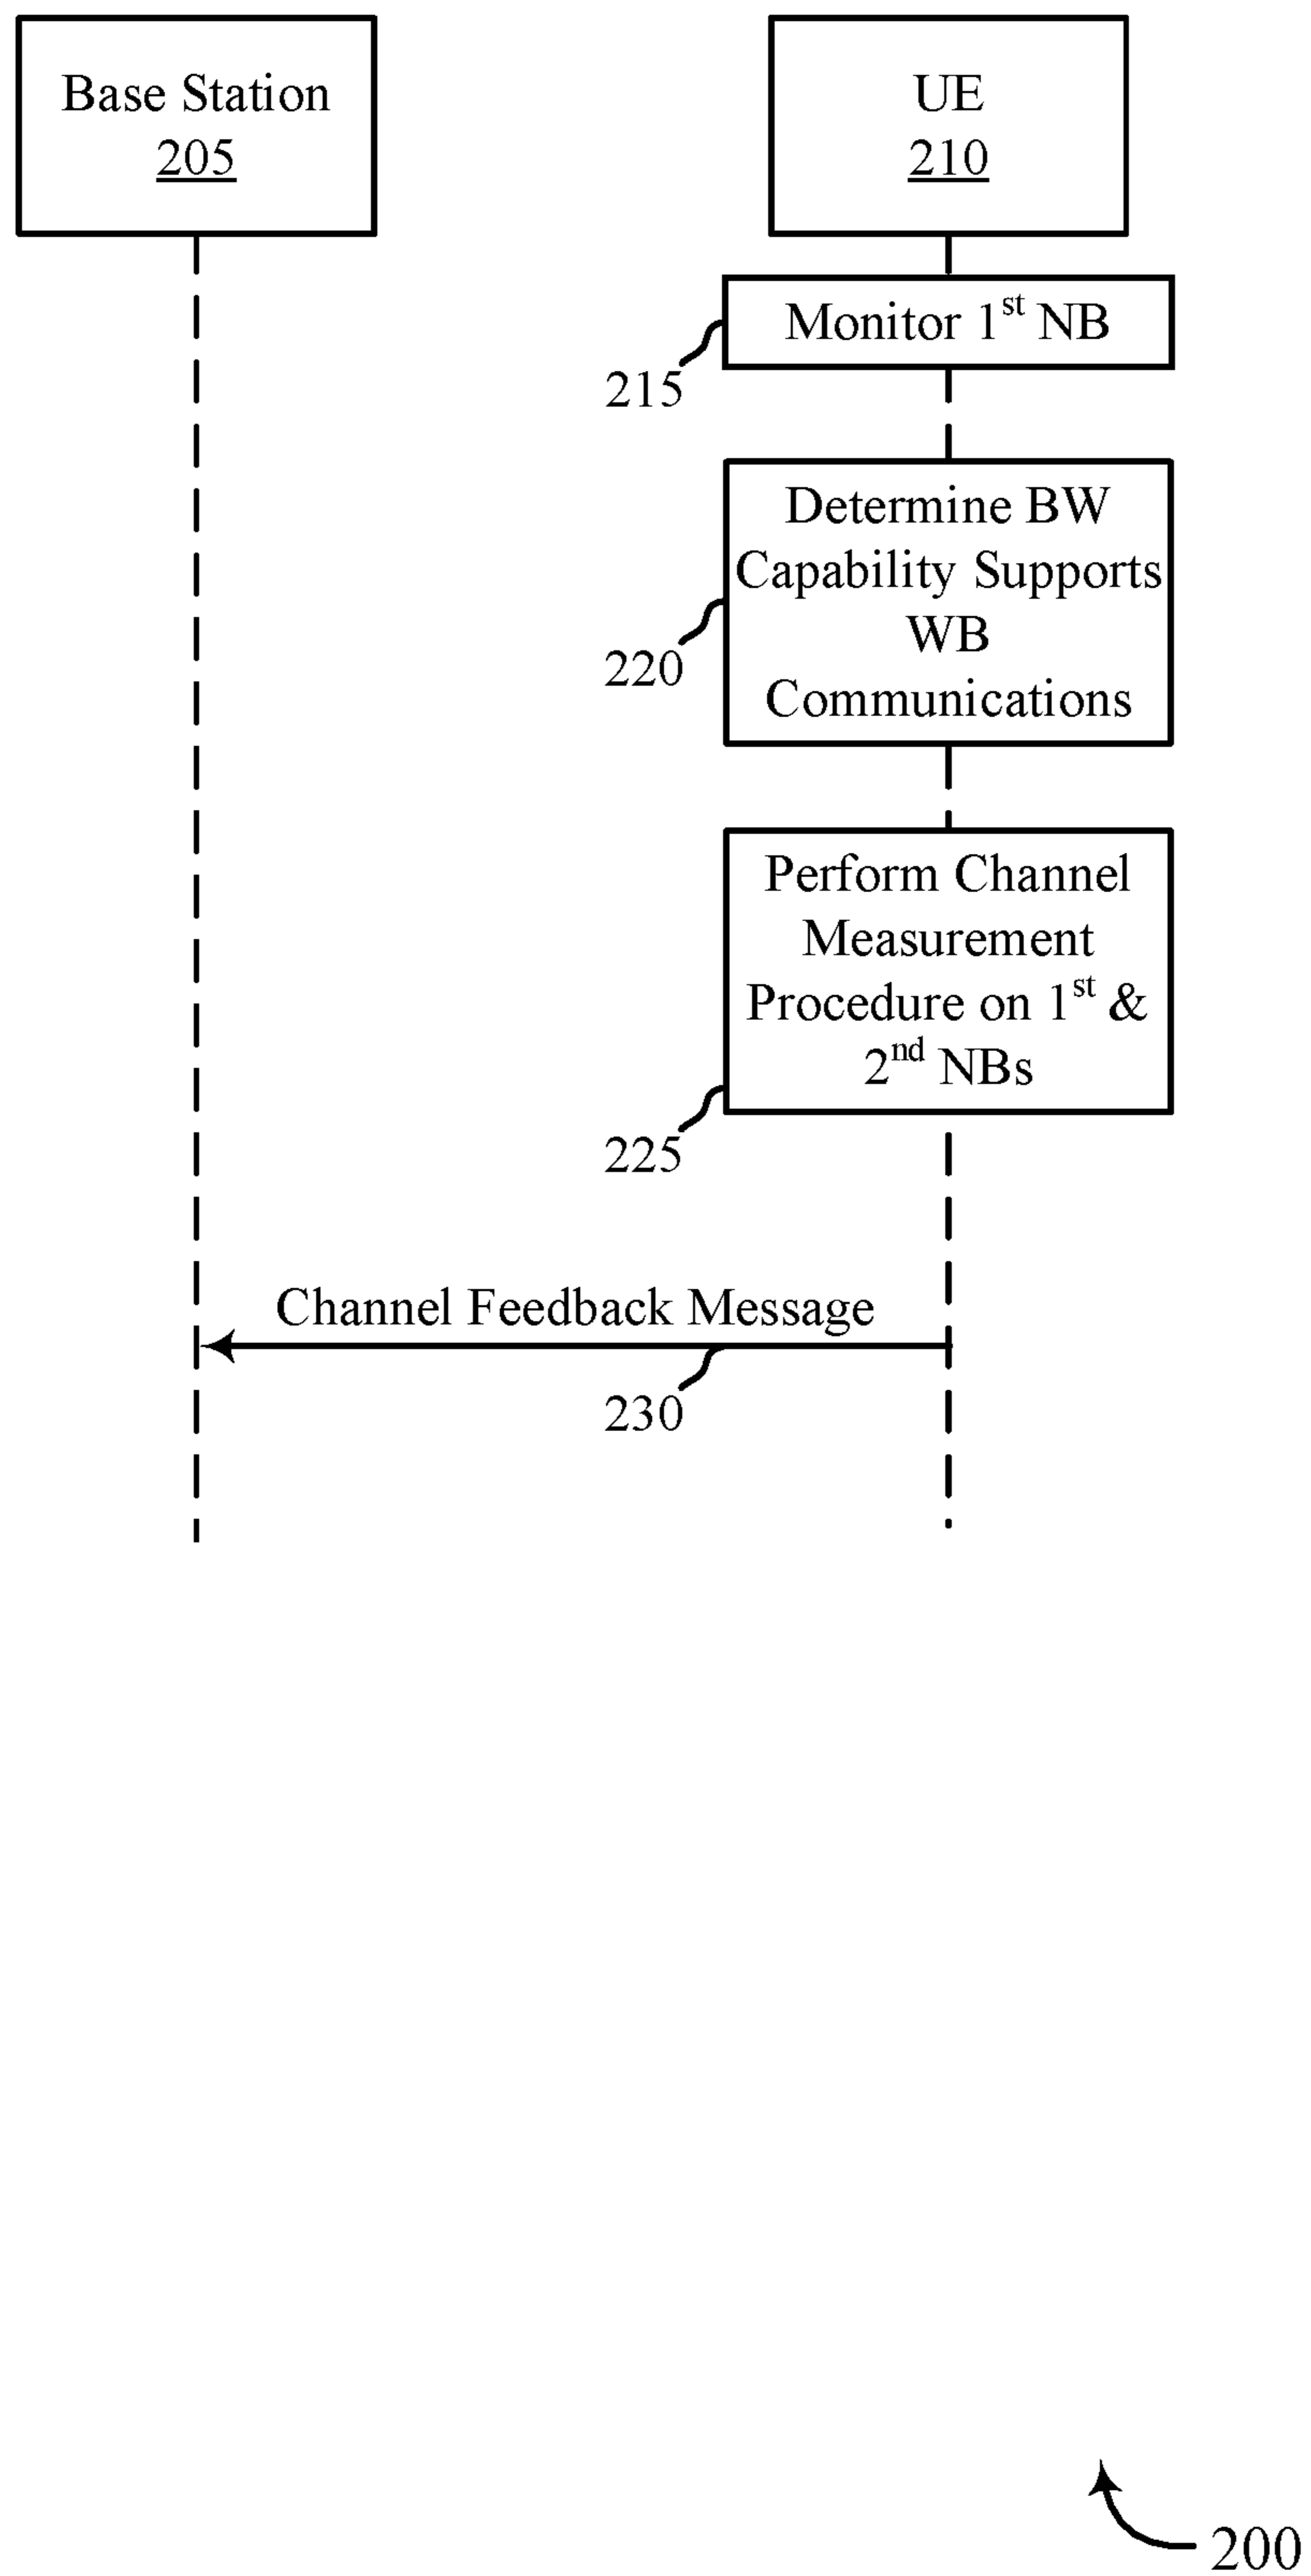 Base Station
205
UE
210
Monitor 1st NB
215
Determine BW
Capability Supports
WB
Communications
220
Perform Channel
Measurement
Procedure on 1st &
2nd NBs
225
Channel Feedback Message
230
200